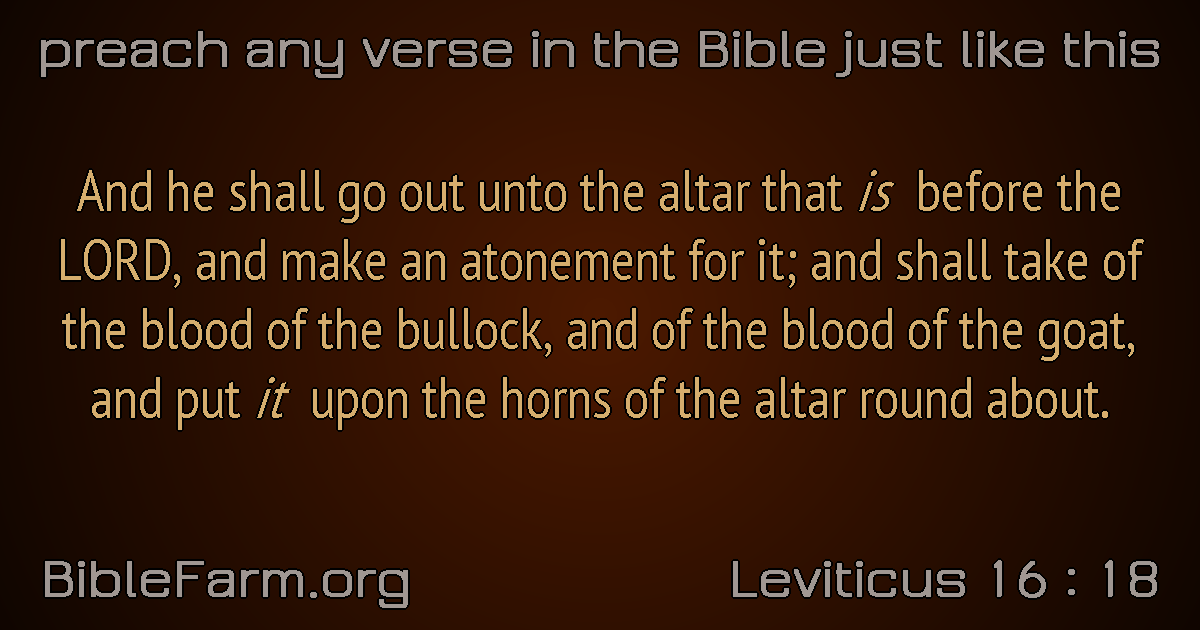 preach any verse in the Bible just like this
And he shall go out unto the altar that is before the
LORD, and make an atonement for it; and shall take of
the blood of the bullock, and of the blood of the goat,
and put it upon the horns of the altar round about.
BibleFarm.org
Leviticus 16 : 18